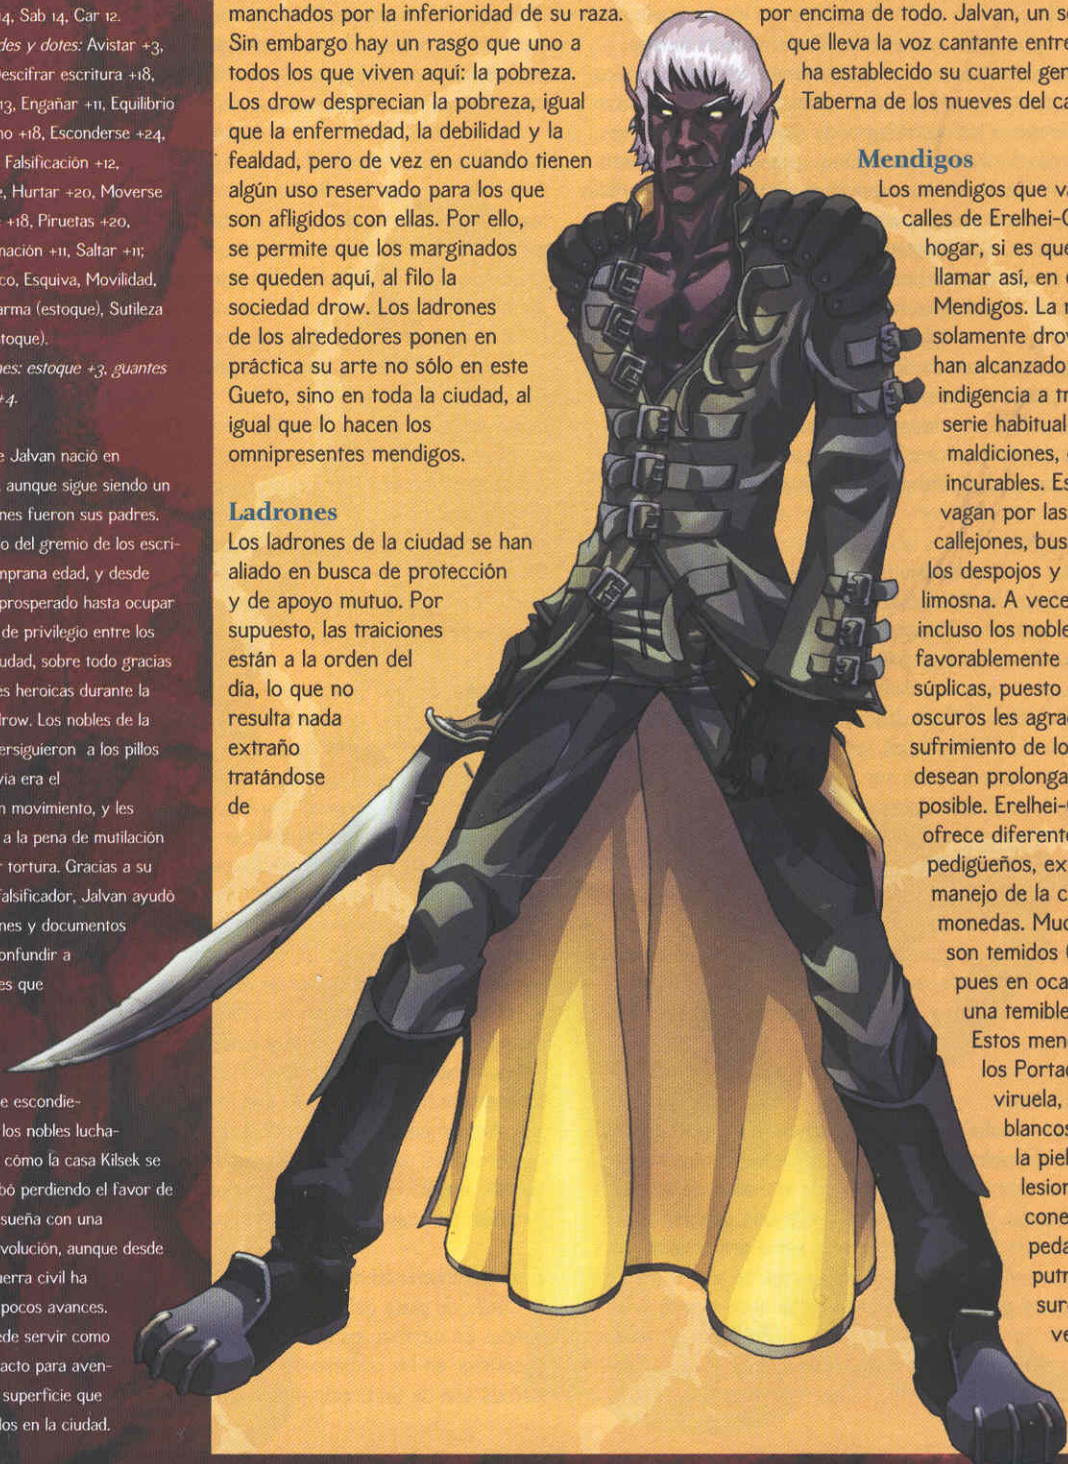 14, Sab 14, Car 12.
des y dotes: Avistar +3,
Descifrar escritura +18,
13, Engañar +11, Equilibrio
no +18, Esconderse +24,
Falsificación +12,
Hurtar +20, Moverse
+18, Piruetas +20,
mación +11, Saltar +11;
co, Esquiva, Movilidad,
arma (estoque), Sutileza
toque).
nes: estoque +3, guantes
+4.
e Jalvan nació en
aunque sigue siendo un
nes fueron sus padres.
o del gremio de los escri-
mprana edad, y desde
prosperado hasta ocupar
de privilegio entre los
udad, sobre todo gracias
es heroicas durante la
drow. Los nobles de la
ersiguieron a los pillos
via era el
n movimiento, y les
a la pena de mutilación
r tortura. Gracias a su
falsificador, Jalvan ayudó
nes y documentos
onfundir a
es que
e escondie-
los nobles lucha-
cómo la casa Kilsek se
bó perdiendo el favor de
sueña con una
volución, aunque desde
uerra civil ha
pocos avances.
ede servir como
acto para aven-
superficie que
los en la ciudad.
manchados por la inferioridad de su raza.
Sin embargo hay un rasgo que uno a
todos los que viven aquí: la pobreza.
Los drow desprecian la pobreza, igual
que la enfermedad, la debilidad y la
fealdad, pero de vez en cuando tienen
algún uso reservado para los que
son afligidos con ellas. Por ello,
se permite que los marginados
se queden aquí, al filo la
sociedad drow. Los ladrones
de los alrededores ponen en
práctica su arte no sólo en este
Gueto, sino en toda la ciudad, al
igual que lo hacen los
omnipresentes mendigos.
Ladrones
Los ladrones de la ciudad se han
aliado en busca de protección
y de apoyo mutuo. Por
supuesto, las traiciones
están a la orden del
día, lo que no
resulta nada
extraño
tratándose
de
por encima de todo. Jalvan, un s
que lleva la voz cantante entre
ha establecido su cuartel gen
Taberna de los nueves del ca
Mendigos
Los mendigos que va
calles de Erelhei-C
hogar, si es que
llamar así, en
Mendigos. La
solamente drow
han alcanzado
indigencia a tr
serie habitual
maldiciones,
incurables. Es
vagan por las
callejones, bus
los despojos y
limosna. A vece
incluso los noble
favorablemente
súplicas, puesto
oscuros les agrad
sufrimiento de lo
desean prolonga
posible. Erelhei-
ofrece diferente
pedigüeños, ex
manejo de la c
monedas. Muc
son temidos
pues en oca
una temible
Estos men
los Porta
viruela,
blancos
la piel
lesion
cone
peda
putr
sur
ve